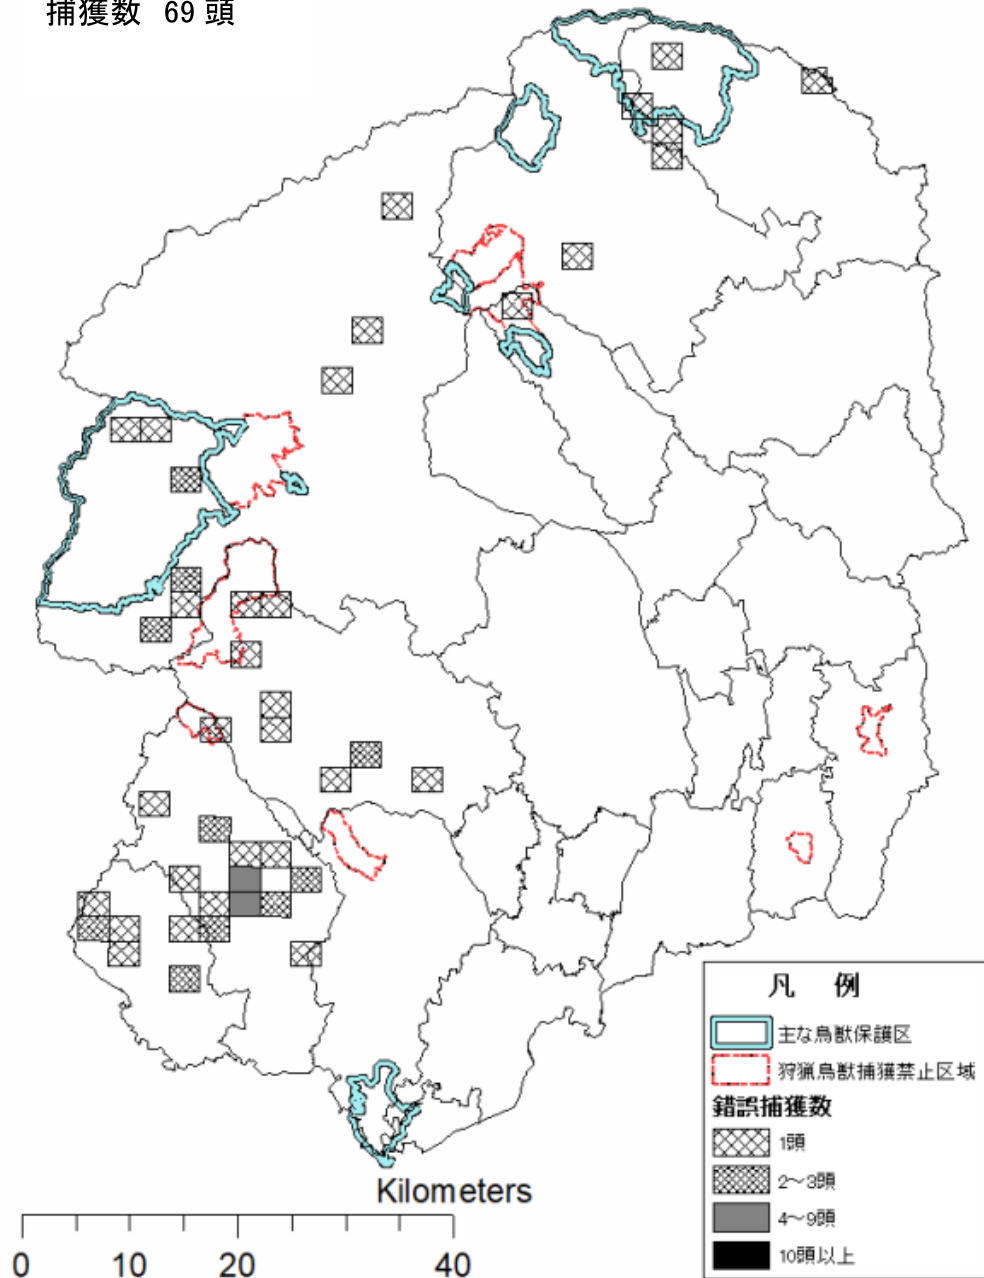 捕獲数 69頭
凡 例
主な鳥獣保護区
狩猟鳥獣捕獲禁止区域
錯誤捕獲数
1頭
2～3頭
4～9頭
10頭以上
Kilometers
0 10 20 40